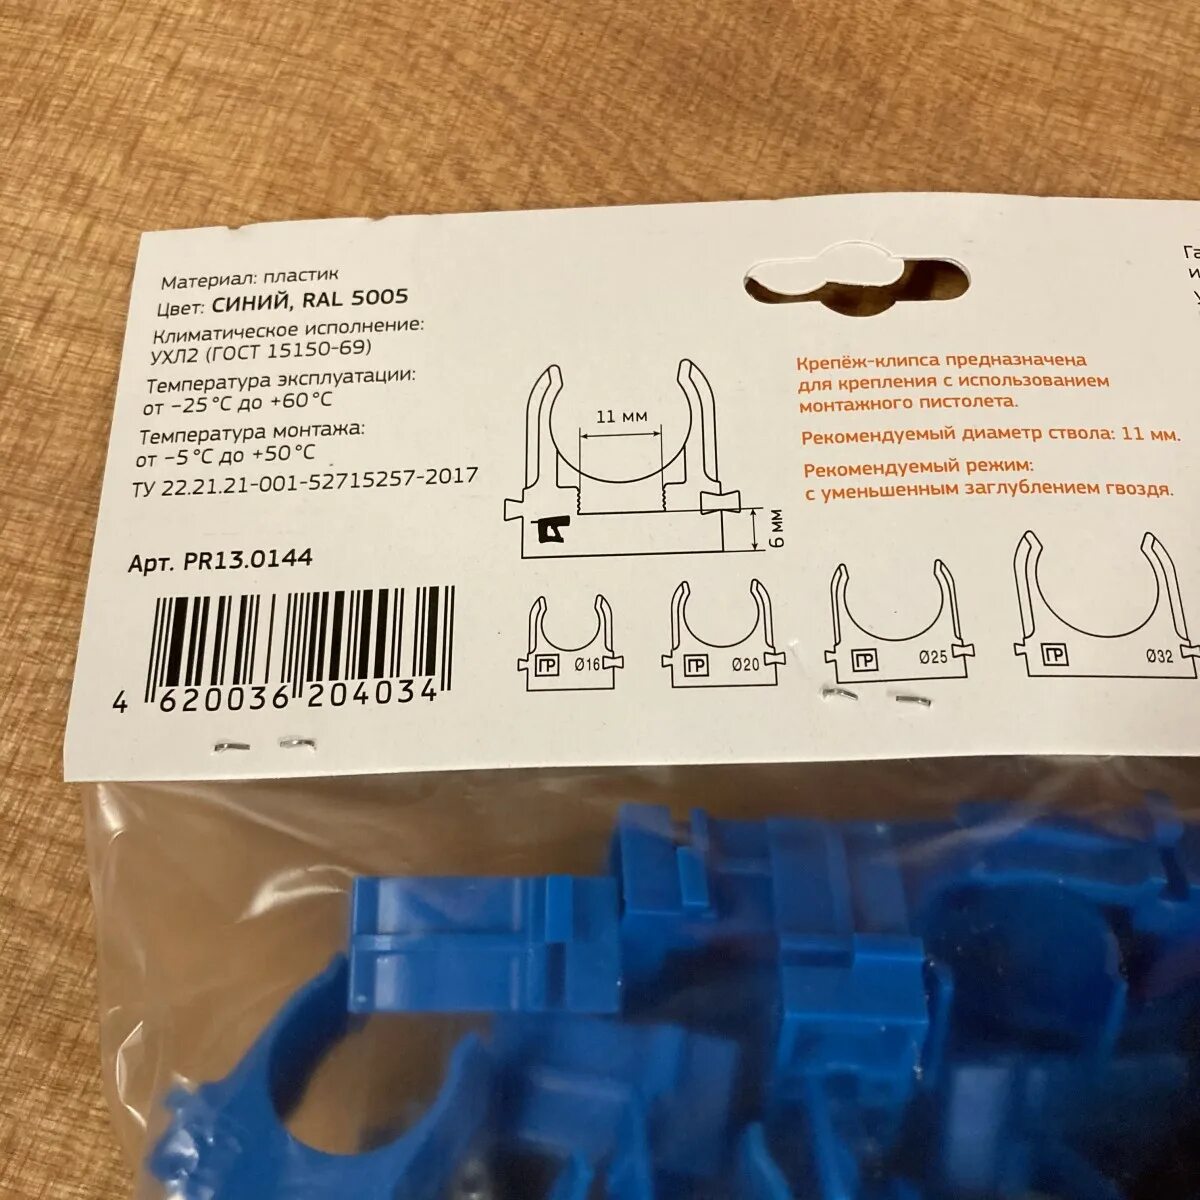 Материал: пластик
Цвет: СИНИЙ, RAL 5005
Климатическое исполнение:
УХЛ2 (ГОСТ 15150-69)
Температура эксплуатации:
от −25 °C до +60 °C
Температура монтажа:
от −5 °C до +50 °C
ТУ 22.21.21-001-52715257-2017
Арт. PR13.0144
4 620036 204034
11 мм
6 мм
ГР Ø16
ГР Ø20
ГР Ø25
ГР Ø32
Крепёж-клипса предназначена
для крепления с использованием
монтажного пистолета.
Рекомендуемый диаметр ствола: 11 мм.
Рекомендуемый режим:
с уменьшенным заглублением гвоздя.